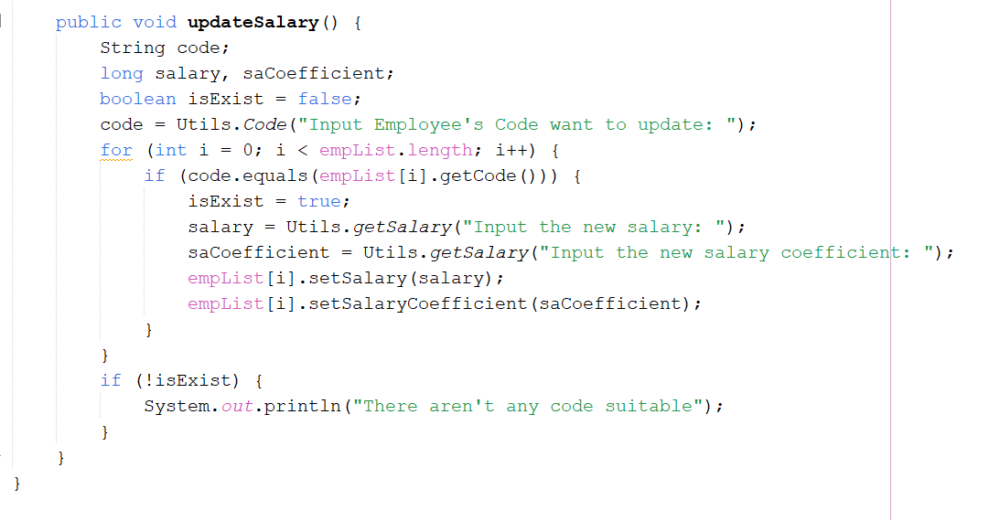 public void updateSalary() {
String code;
long salary, saCoefficient;
boolean isExist = false;
code = Utils.Code("Input Employee's Code want to update: ");
for (int i = 0; i < empList.length; i++) {
if (code.equals(empList[i].getCode())) {
isExist = true;
salary = Utils.getSalary("Input the new salary: ");
saCoefficient = Utils.getSalary("Input the new salary coefficient: ");
empList[i].setSalary(salary);
empList[i].setSalaryCoefficient(saCoefficient);
}
}
if (!isExist) {
System.out.println("There aren't any code suitable");
}
}
}